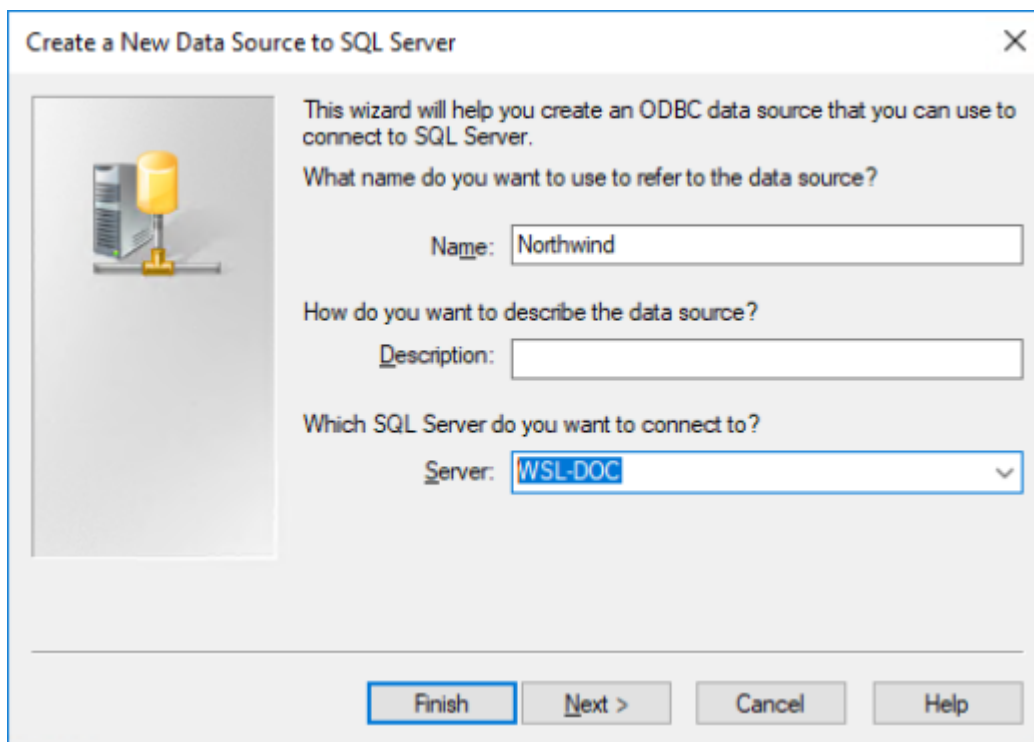 Create a New Data Source to SQL Server
This wizard will help you create an ODBC data source that you can use to
connect to SQL Server.
What name do you want to use to refer to the data source?
Name: Northwind
How do you want to describe the data source?
Description:
Which SQL Server do you want to connect to?
Server: WSL-DOC
Finish Next > Cancel Help